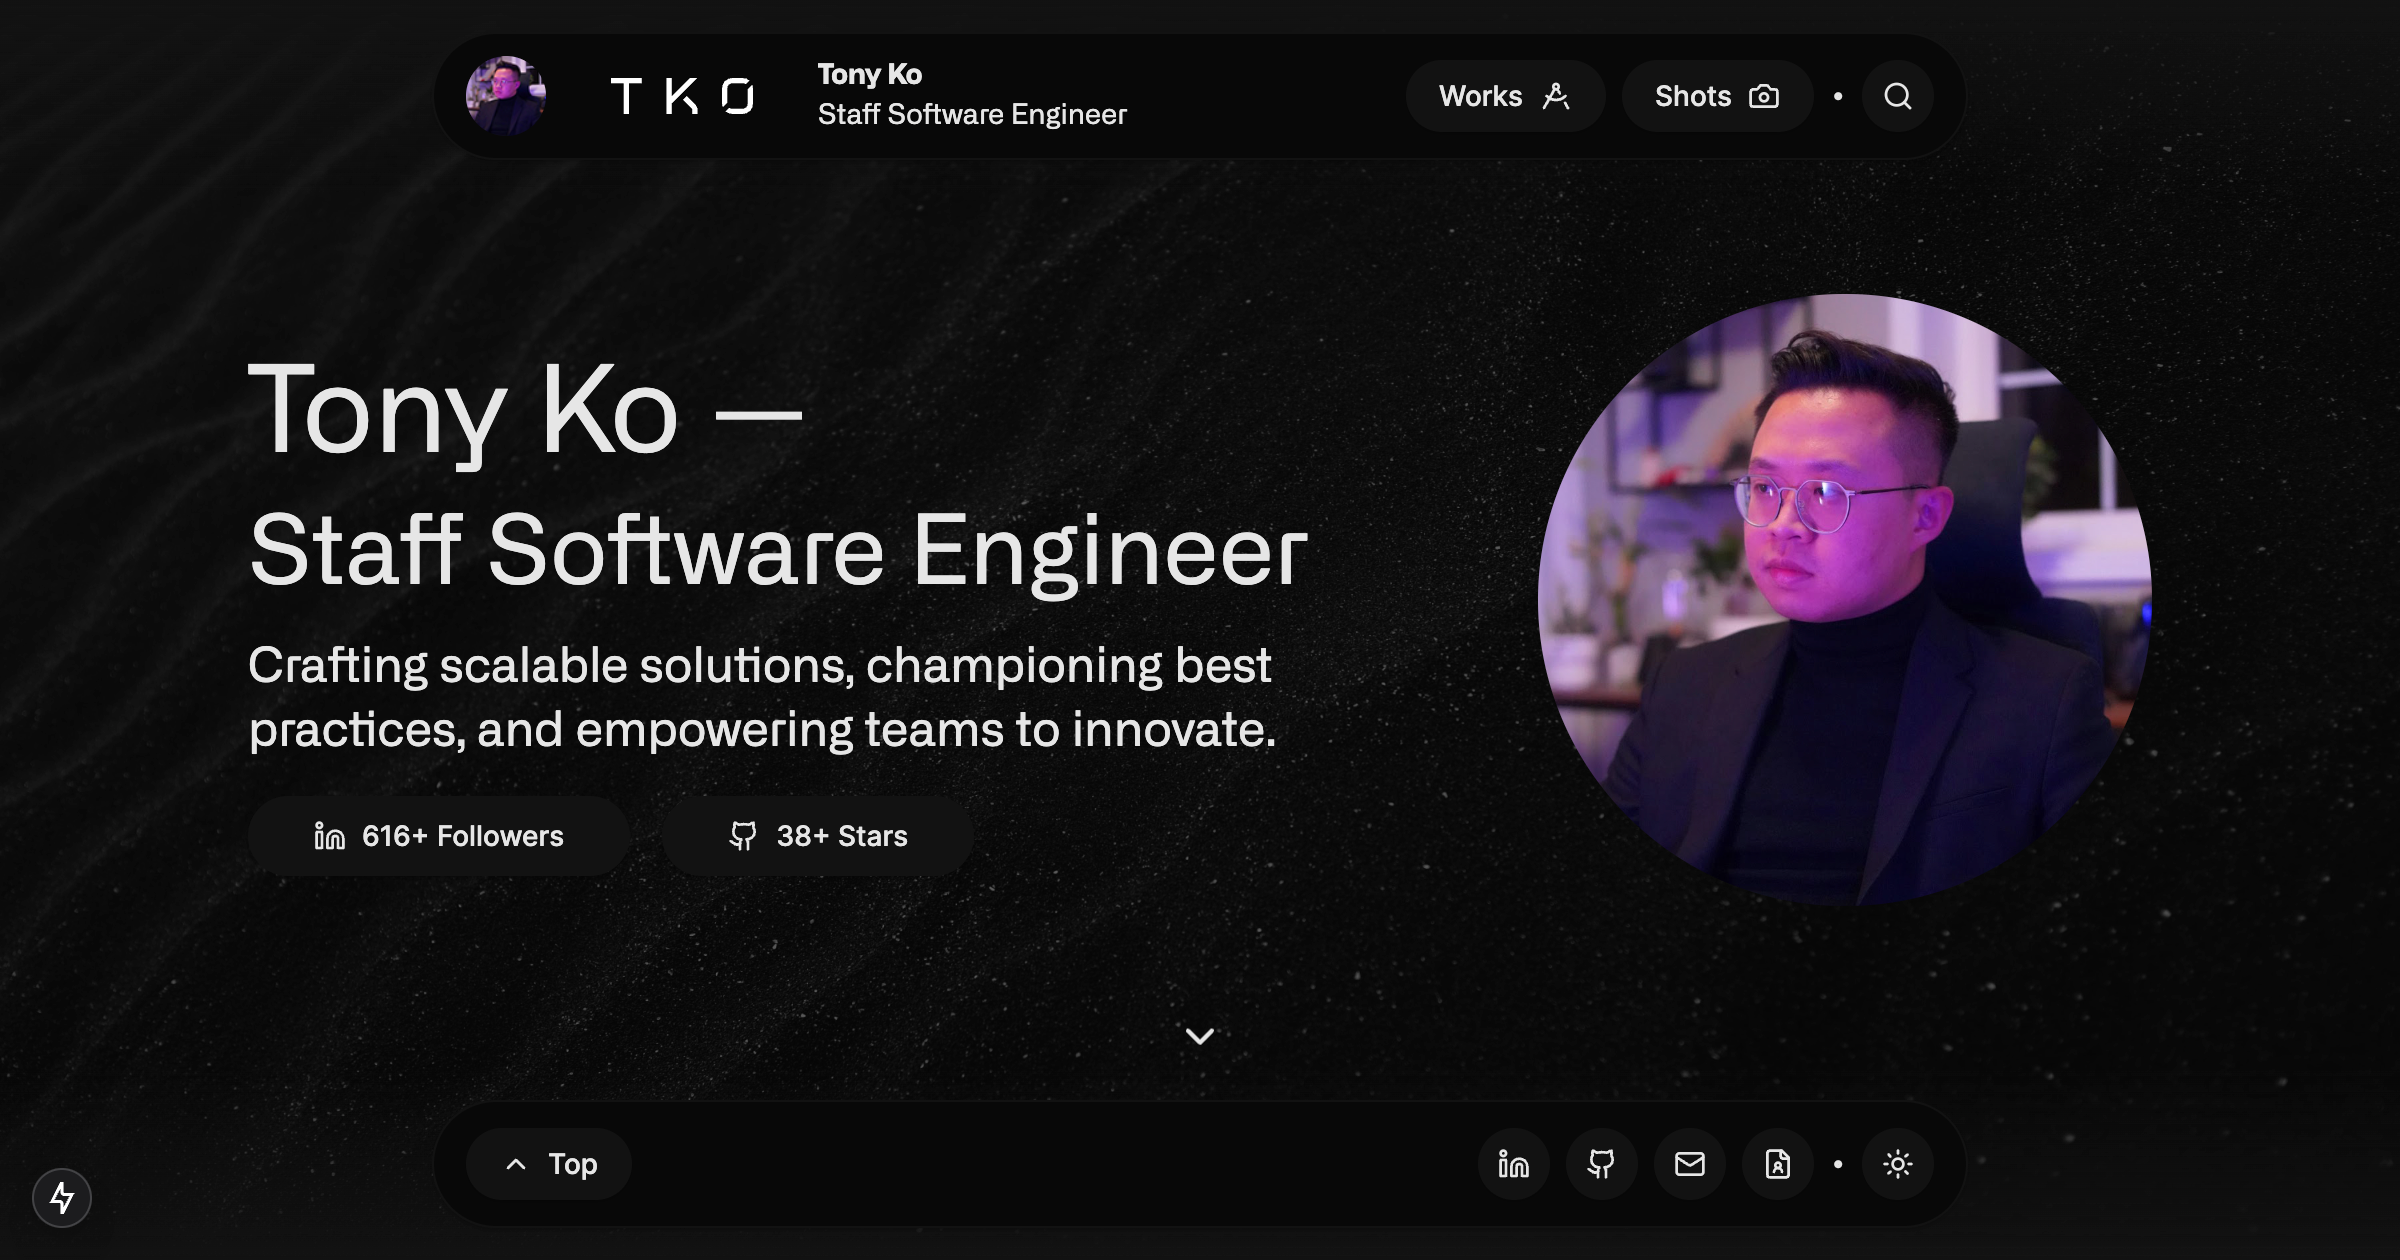 TKO
Tony Ko
Staff Software Engineer
Works
Shots
Tony Ko —
Staff Software Engineer
Crafting scalable solutions, championing best
practices, and empowering teams to innovate.
616+ Followers
38+ Stars
Top